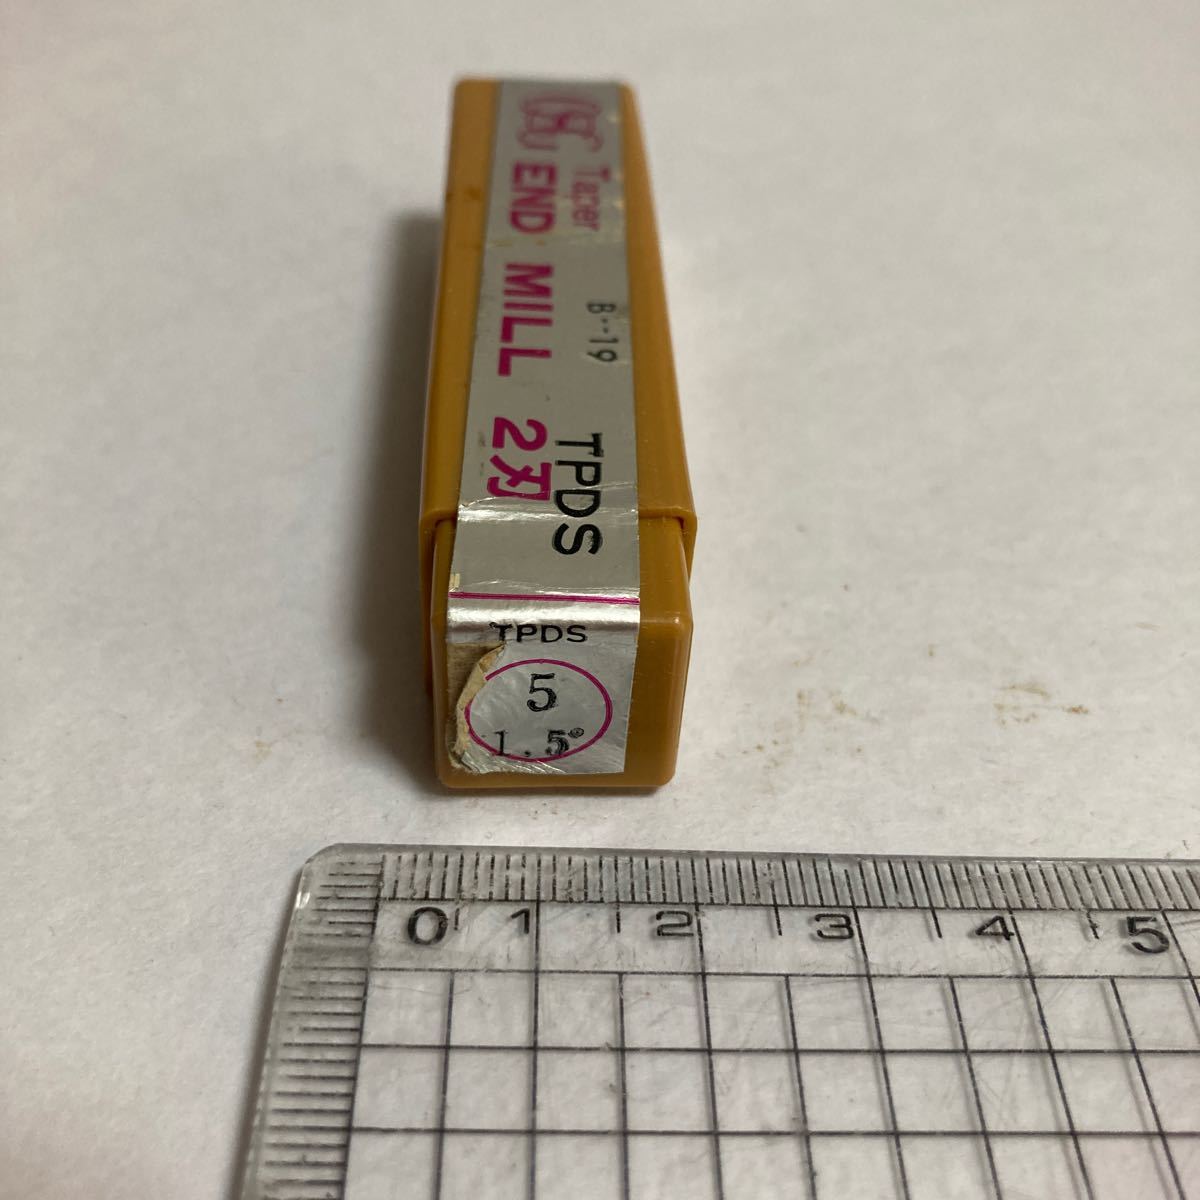 OSG
Taper
END MILL 2刃
B-19
TPDS
TPDS
5
1.5°
0 1 2 3 4 5